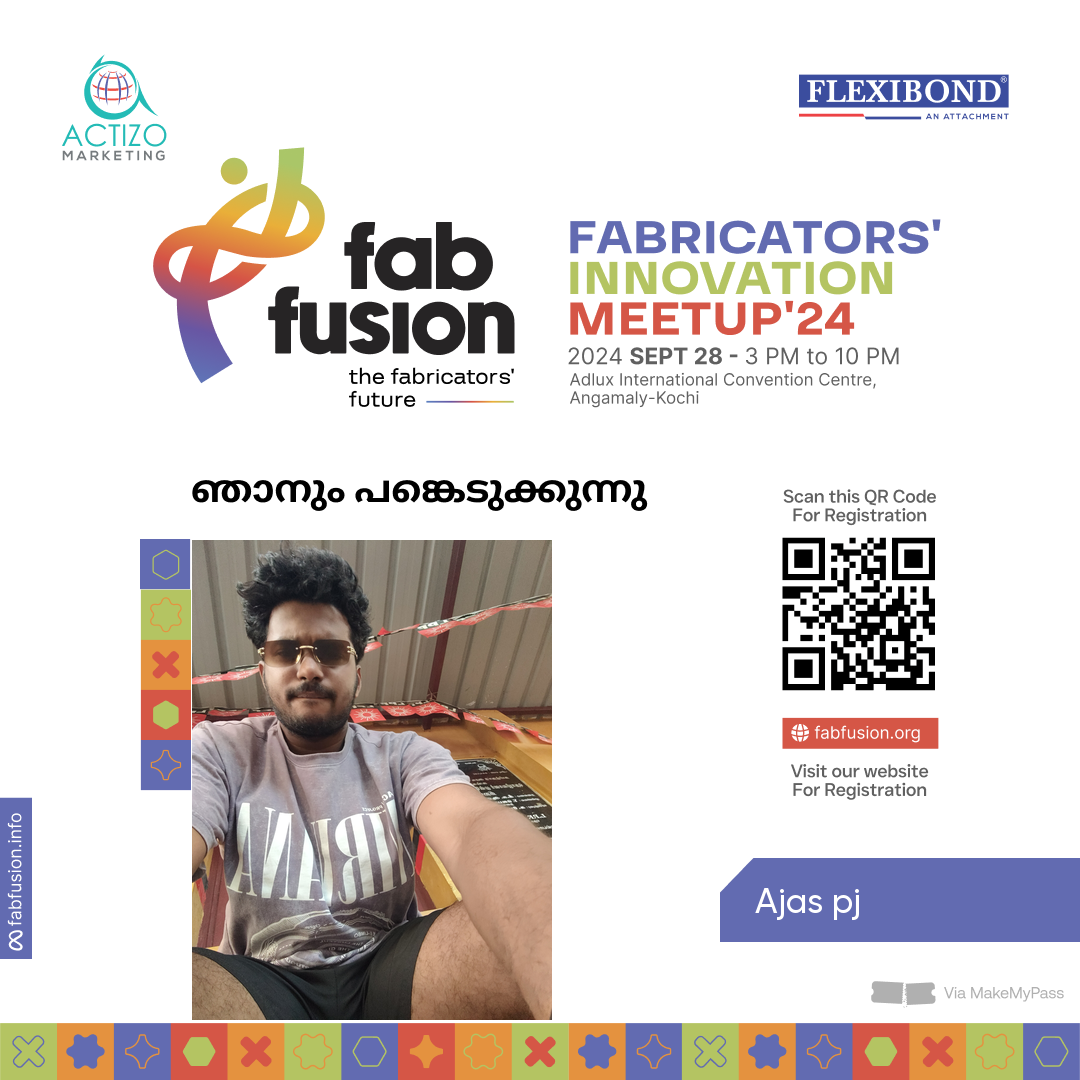 ACTIZO
MARKETING
FLEXIBOND®
AN ATTACHMENT
fab
fusion
the fabricators'
future
FABRICATORS'
INNOVATION
MEETUP'24
2024 SEPT 28 - 3 PM to 10 PM
Adlux International Convention Centre,
Angamaly-Kochi
ഞാനും പങ്കെടുക്കുന്നു
Scan this QR Code
For Registration
fabfusion.org
Visit our website
For Registration
NIRVANA
fabfusion.info
Ajas pj
Via MakeMyPass